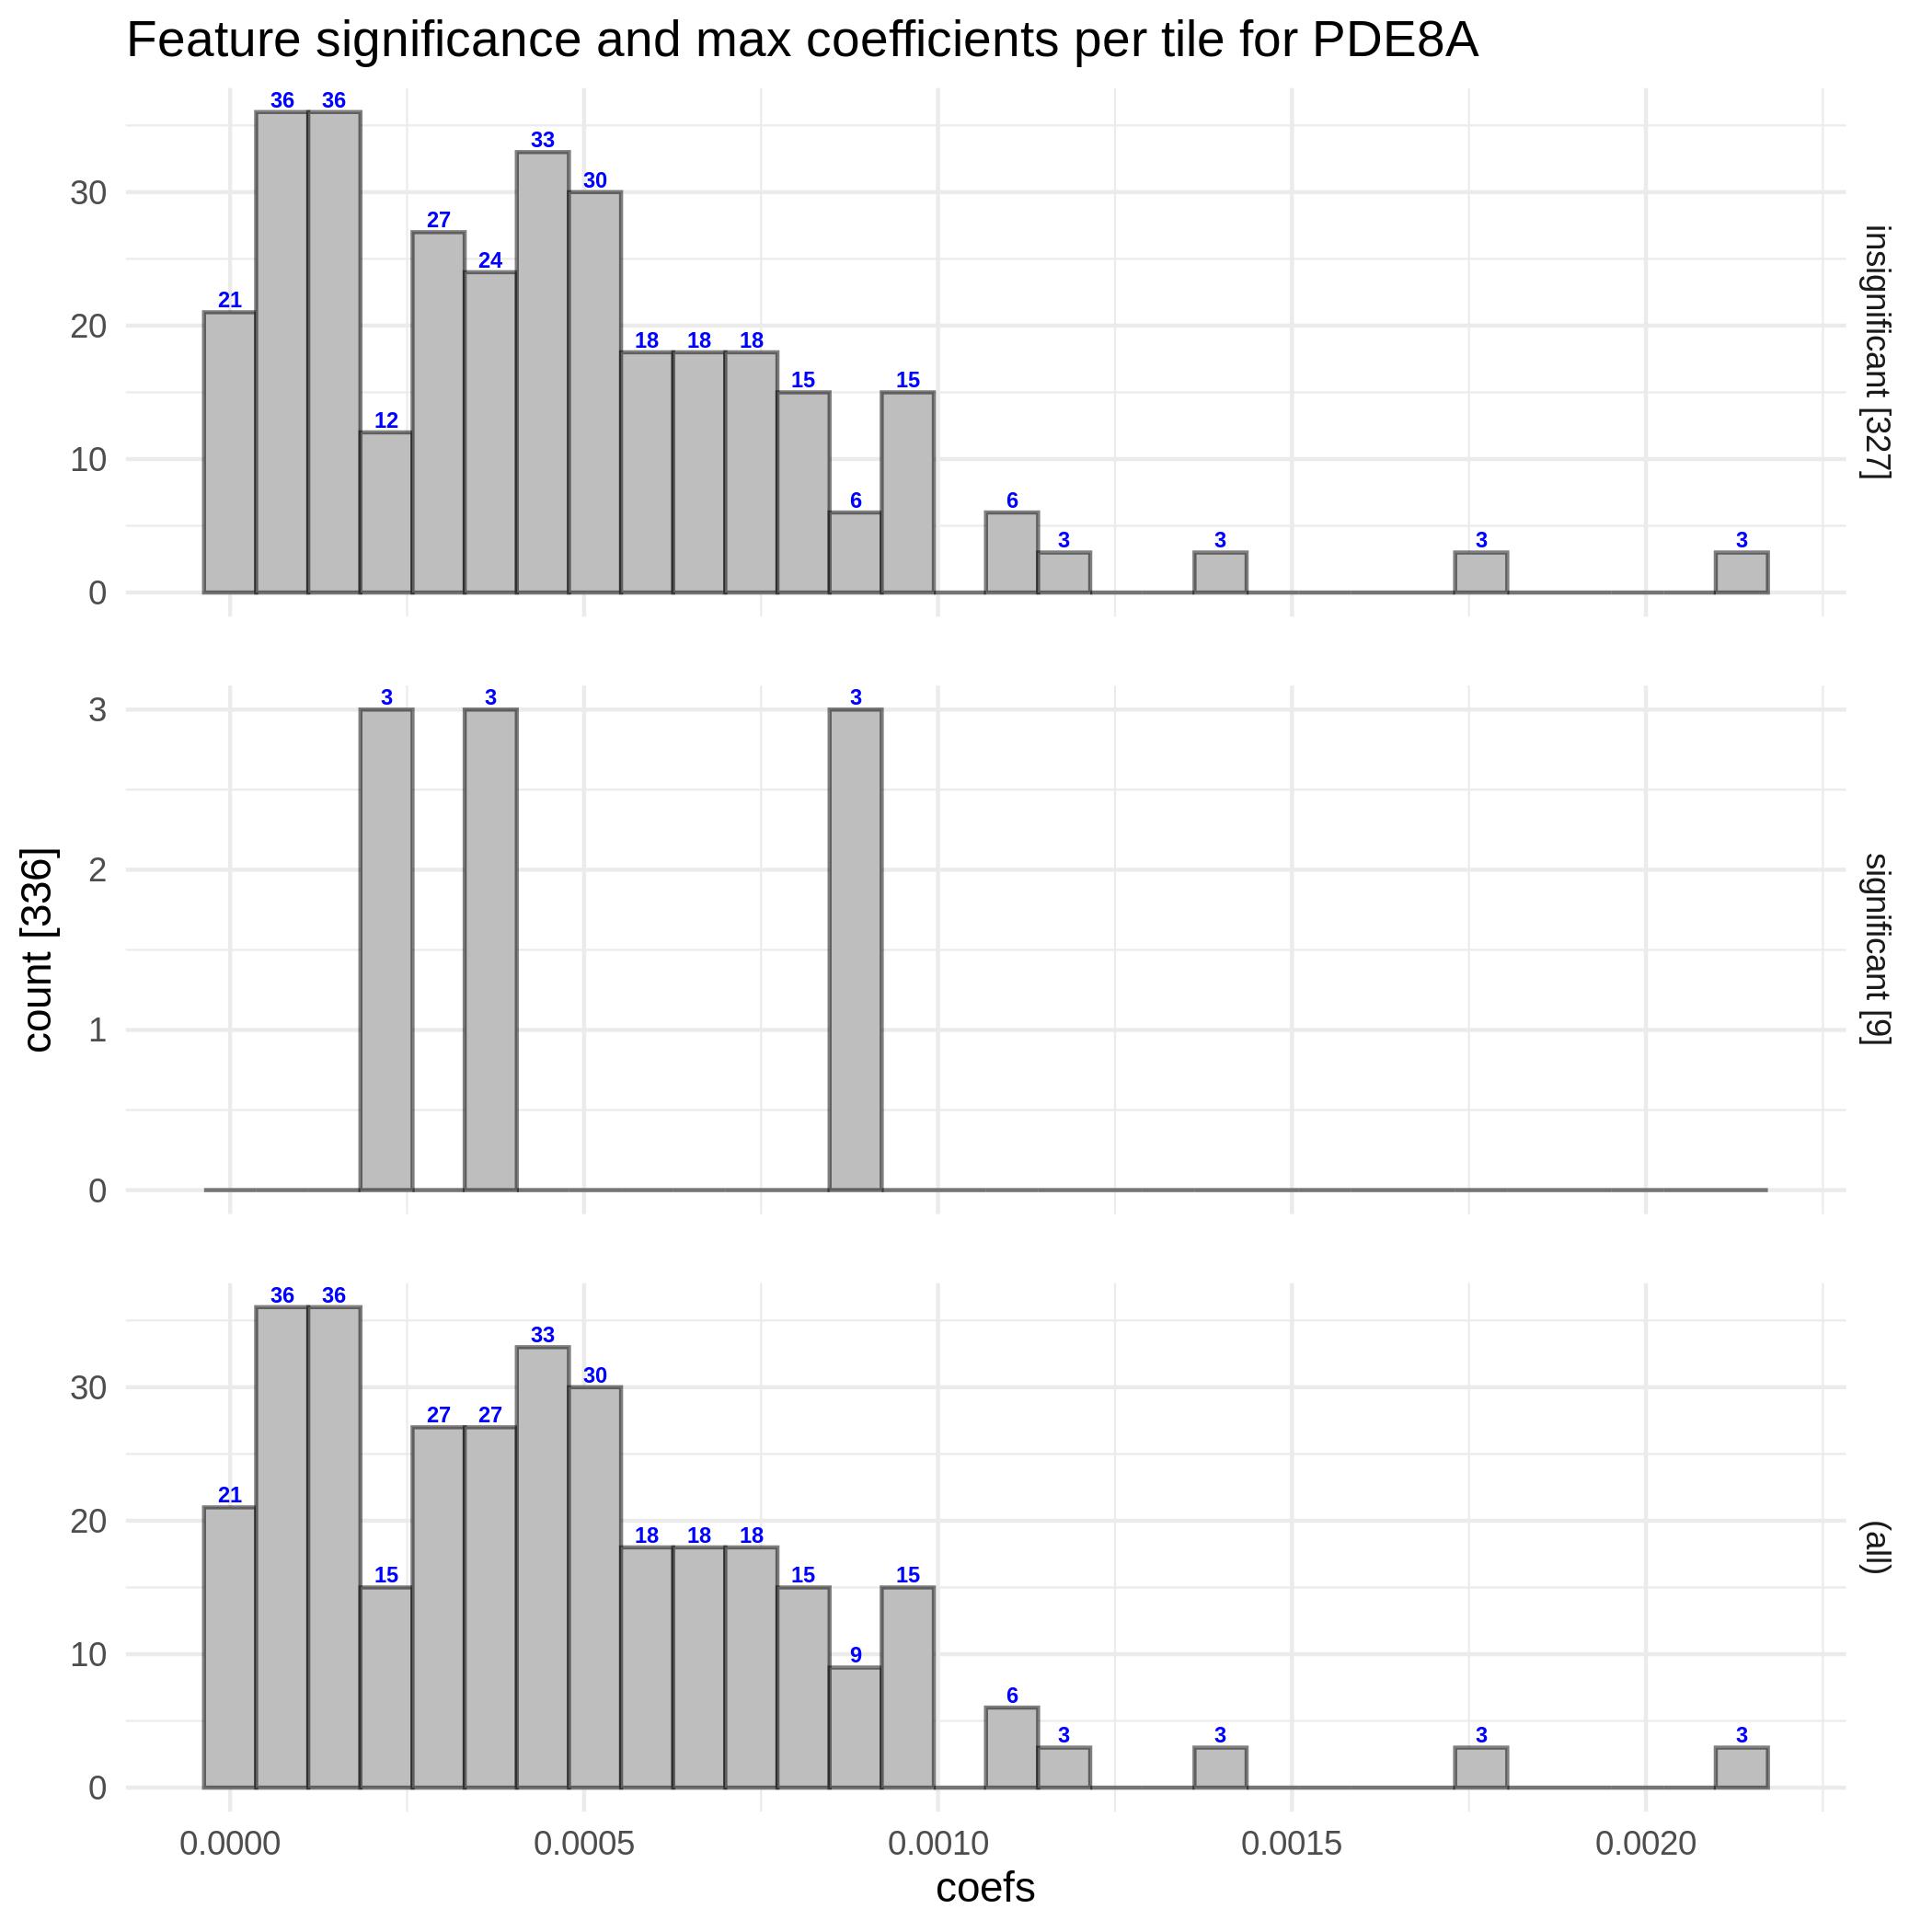 Feature significance and max coefficients per tile for PDE8A
36 36
33
30
27
24
21
18 18 18
15 15
12
6 6
3 3 3 3
30
20
10
0
insignificant [327]
3 3 3
3
2
1
0
significant [9]
count [336]
36 36
33
30
27 27
21
18 18 18
15 15 15
9
6
3 3 3 3
30
20
10
0
(all)
0.0000 0.0005 0.0010 0.0015 0.0020
coefs